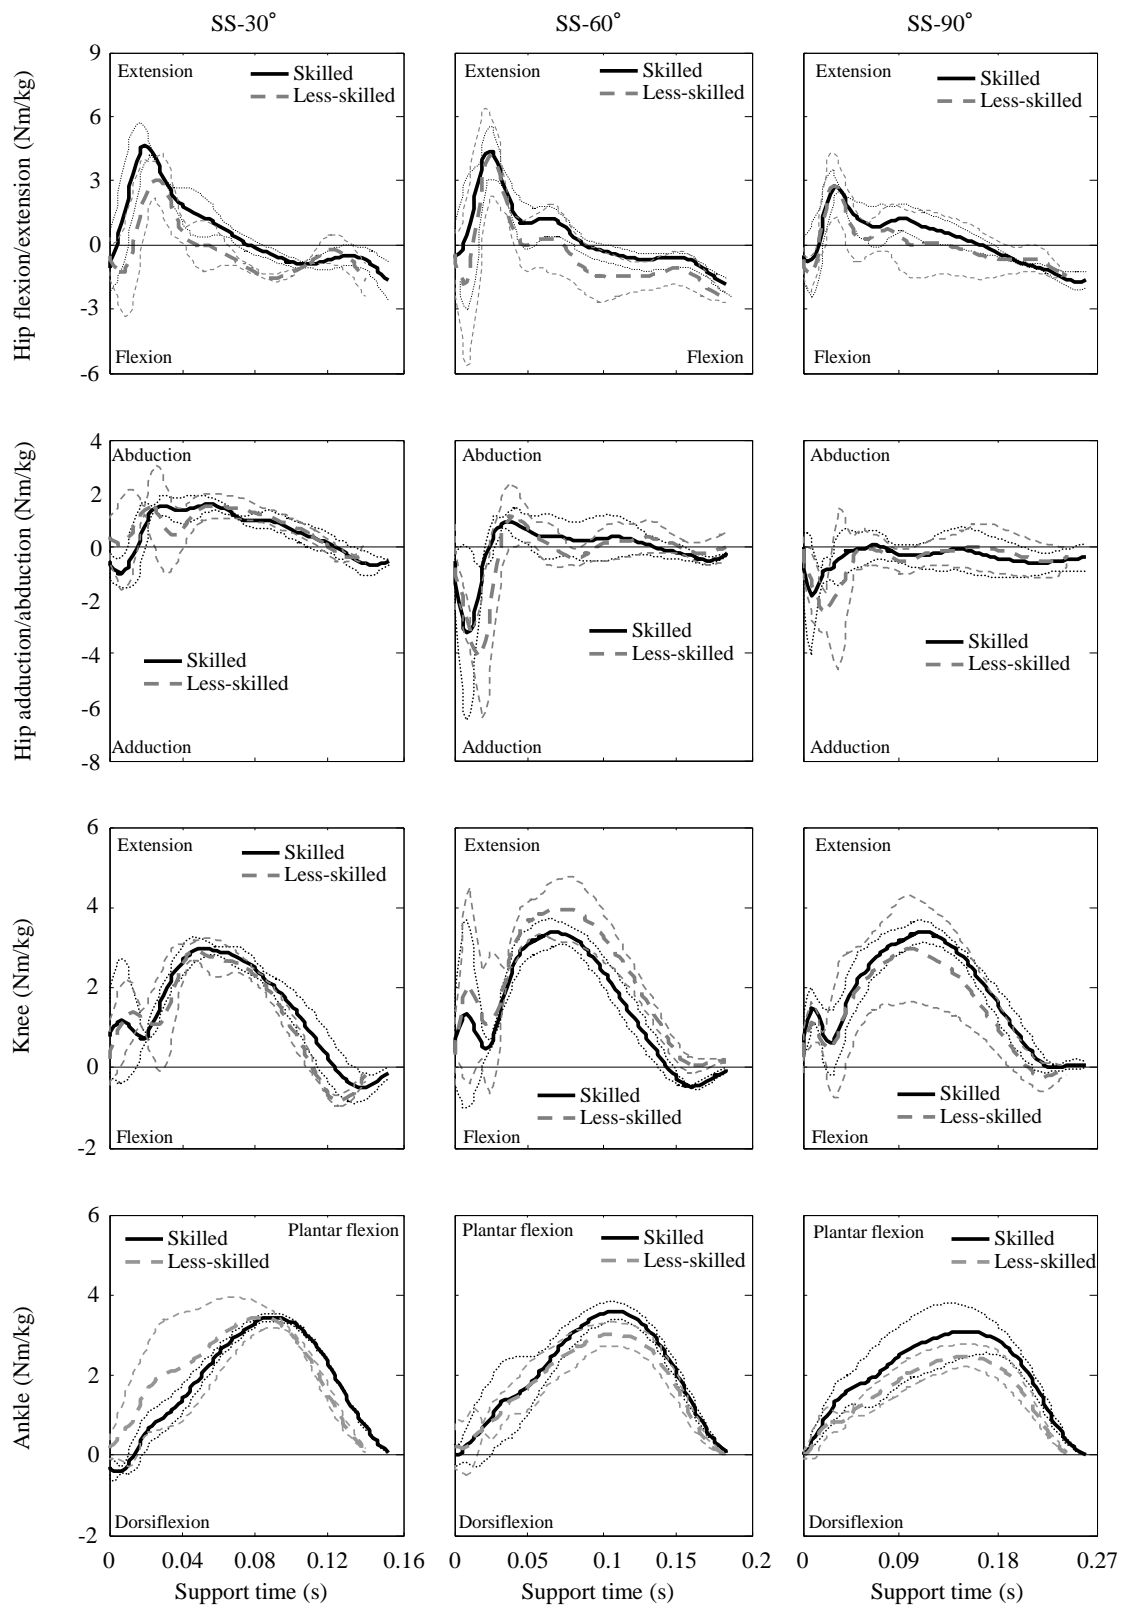 SS-30°
SS-60°
SS-90°
Hip flexion/extension (Nm/kg)
9
6
3
0
-3
-6
Extension
Skilled
Less-skilled
Flexion
Extension
Skilled
Less-skilled
Flexion
Extension
Skilled
Less-skilled
Flexion
Hip adduction/abduction (Nm/kg)
4
2
0
-2
-4
-6
-8
Abduction
Skilled
Less-skilled
Adduction
Abduction
Skilled
Less-skilled
Adduction
Abduction
Skilled
Less-skilled
Adduction
Knee (Nm/kg)
6
4
2
0
-2
Extension
Skilled
Less-skilled
Flexion
Extension
Skilled
Less-skilled
Flexion
Extension
Skilled
Less-skilled
Flexion
Ankle (Nm/kg)
6
4
2
0
-2
Plantar flexion
Skilled
Less-skilled
Dorsiflexion
Plantar flexion
Skilled
Less-skilled
Dorsiflexion
Plantar flexion
Skilled
Less-skilled
Dorsiflexion
0 0.04 0.08 0.12 0.16
Support time (s)
0 0.05 0.1 0.15 0.2
Support time (s)
0 0.09 0.18 0.27
Support time (s)